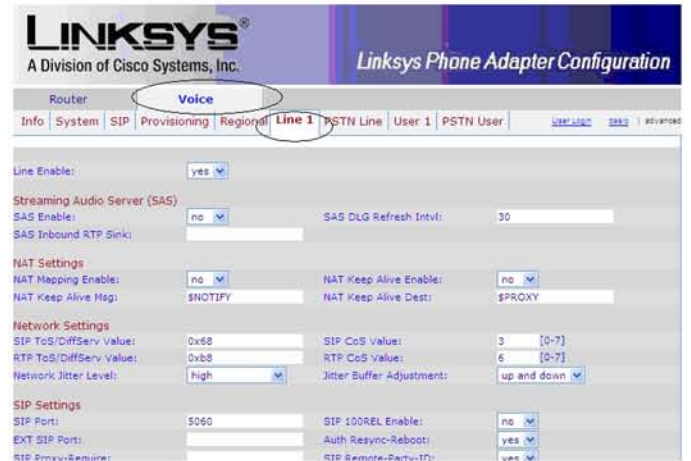 LINKSYS®
A Division of Cisco Systems, Inc.
Linksys Phone Adapter Configuration
Router Voice
Info System SIP Provisioning Regional Line 1 PSTN Line User 1 PSTN User User Login basic | advanced
Line Enable: yes
Streaming Audio Server (SAS)
SAS Enable: no SAS DLG Refresh Intvl: 30
SAS Inbound RTP Sink:
NAT Settings
NAT Mapping Enable: no NAT Keep Alive Enable: no
NAT Keep Alive Msg: $NOTIFY NAT Keep Alive Dest: $PROXY
Network Settings
SIP ToS/DiffServ Value: 0x68 SIP CoS Value: 3 [0-7]
RTP ToS/DiffServ Value: 0xb8 RTP CoS Value: 6 [0-7]
Network Jitter Level: high Jitter Buffer Adjustment: up and down
SIP Settings
SIP Port: 5060 SIP 100REL Enable: no
EXT SIP Port: Auth Resync-Reboot: yes
SIP Proxy-Require: SIP Remote-Party-ID: yes